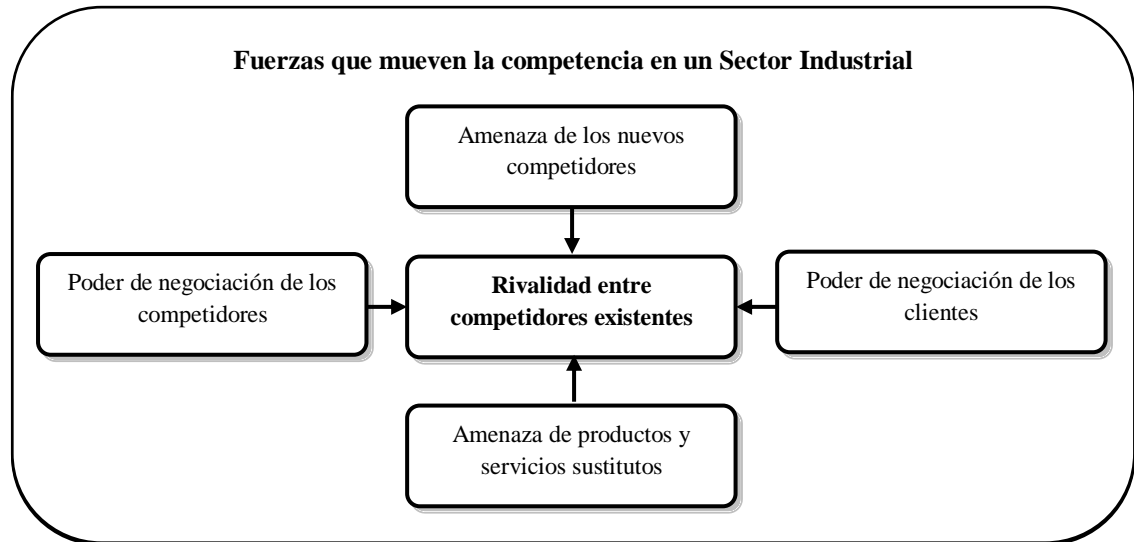 Fuerzas que mueven la competencia en un Sector Industrial
Amenaza de los nuevos
competidores
Poder de negociación de los
competidores
Rivalidad entre
competidores existentes
Poder de negociación de los
clientes
Amenaza de productos y
servicios sustitutos